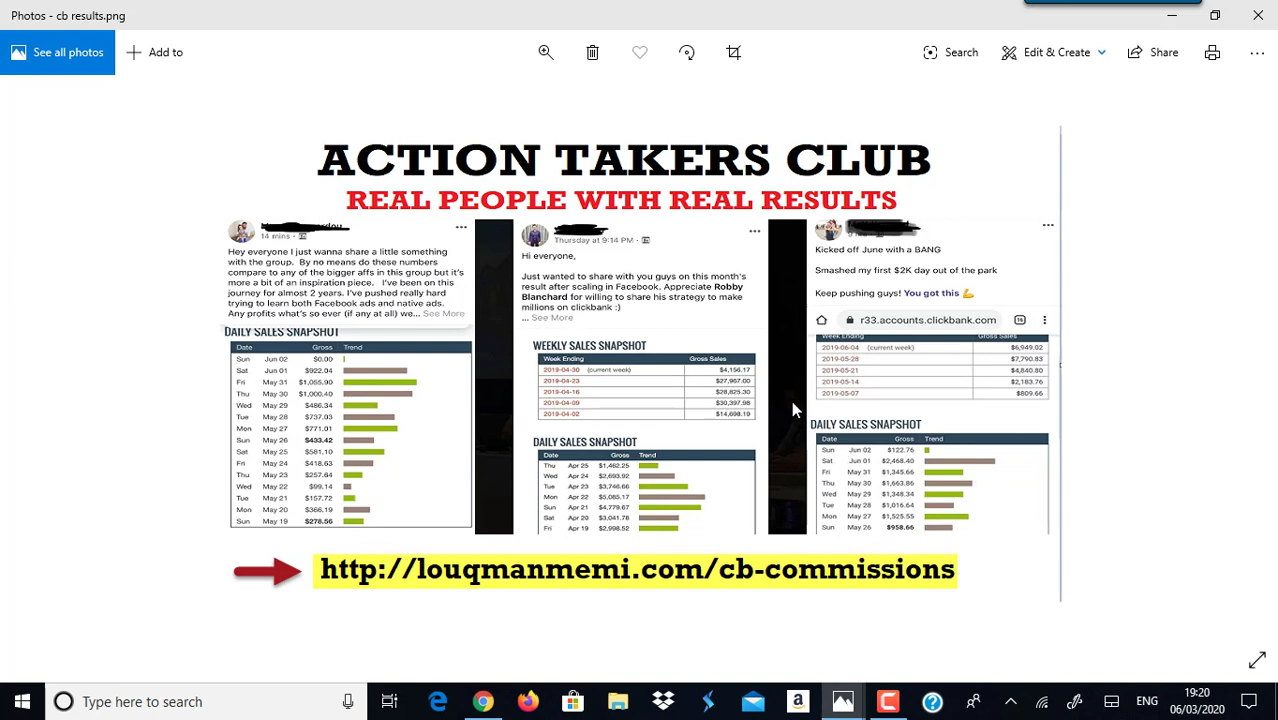 Photos - cb results.png
See all photos
Add to
Search
Edit & Create
Share
ACTION TAKERS CLUB
REAL PEOPLE WITH REAL RESULTS
14 mins
Hey everyone I just wanna share a little something
with the group. By no means do these numbers
compare to any of the bigger affs in this group but it's
more a bit of an inspiration piece. I've been on this
journey for almost 2 years. I've pushed really hard
trying to learn both Facebook ads and native ads.
Any profits what's so ever (if any at all) we... See More
DAILY SALES SNAPSHOT
Date Gross Trend
Sun Jun 02 $0.00
Sat Jun 01 $922.04
Fri May 31 $1,055.90
Thu May 30 $1,000.40
Wed May 29 $486.34
Tue May 28 $737.03
Mon May 27 $771.01
Sun May 26 $433.42
Sat May 25 $581.10
Fri May 24 $418.63
Thu May 23 $257.64
Wed May 22 $99.14
Tue May 21 $157.72
Mon May 20 $366.19
Sun May 19 $278.56
Thursday at 9:14 PM
Hi everyone,
Just wanted to share with you guys on this month's
result after scaling in Facebook. Appreciate Robby
Blanchard for willing to share his strategy to make
millions on clickbank :)
... See More
WEEKLY SALES SNAPSHOT
Week Ending Gross Sales
2019-04-30 (current week) $4,156.17
2019-04-23 $27,967.00
2019-04-16 $28,825.30
2019-04-09 $30,397.98
2019-04-02 $14,698.19
DAILY SALES SNAPSHOT
Date Gross Trend
Thu Apr 25 $1,462.25
Wed Apr 24 $2,693.92
Tue Apr 23 $3,746.66
Mon Apr 22 $5,085.17
Sun Apr 21 $4,779.67
Sat Apr 20 $3,041.78
Fri Apr 19 $2,998.52
Kicked off June with a BANG
Smashed my first $2K day out of the park
Keep pushing guys! You got this 💪
r33.accounts.clickbank.com
Week Ending Gross Sales
2019-06-04 (current week) $6,949.02
2019-05-28 $7,790.83
2019-05-21 $4,840.80
2019-05-14 $2,183.76
2019-05-07 $809.66
DAILY SALES SNAPSHOT
Date Gross Trend
Sun Jun 02 $122.76
Sat Jun 01 $2,468.40
Fri May 31 $1,345.66
Thu May 30 $1,663.86
Wed May 29 $1,348.34
Tue May 28 $1,016.64
Mon May 27 $1,525.55
Sun May 26 $958.66
http://louqmanmemi.com/cb-commissions
Type here to search
ENG
19:20
06/03/2020